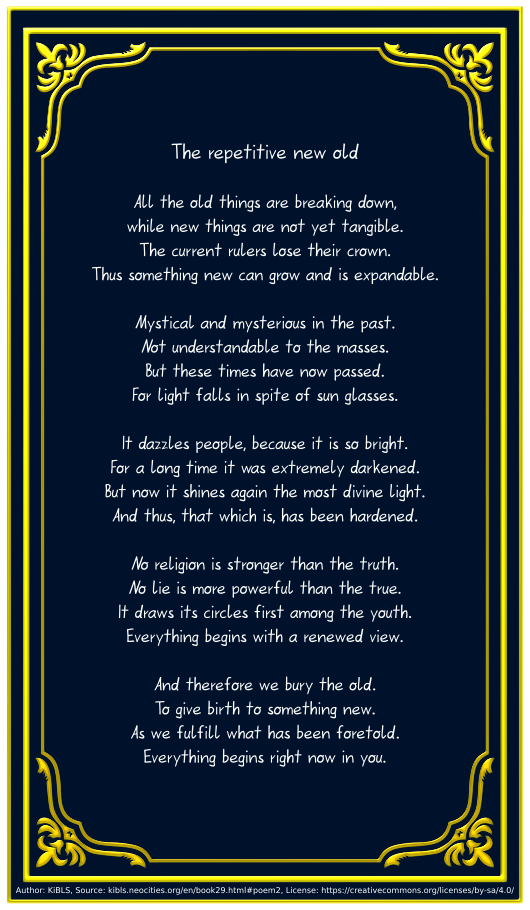 The repetitive new old
All the old things are breaking down,
while new things are not yet tangible.
The current rulers lose their crown.
Thus something new can grow and is expandable.
Mystical and mysterious in the past.
Not understandable to the masses.
But these times have now passed.
For light falls in spite of sun glasses.
It dazzles people, because it is so bright.
For a long time it was extremely darkened.
But now it shines again the most divine light.
And thus, that which is, has been hardened.
No religion is stronger than the truth.
No lie is more powerful than the true.
It draws its circles first among the youth.
Everything begins with a renewed view.
And therefore we bury the old.
To give birth to something new.
As we fulfill what has been foretold.
Everything begins right now in you.
Author: KiBLS, Source: kibls.neocities.org/en/book29.html#poem2, License: https://creativecommons.org/licenses/by-sa/4.0/